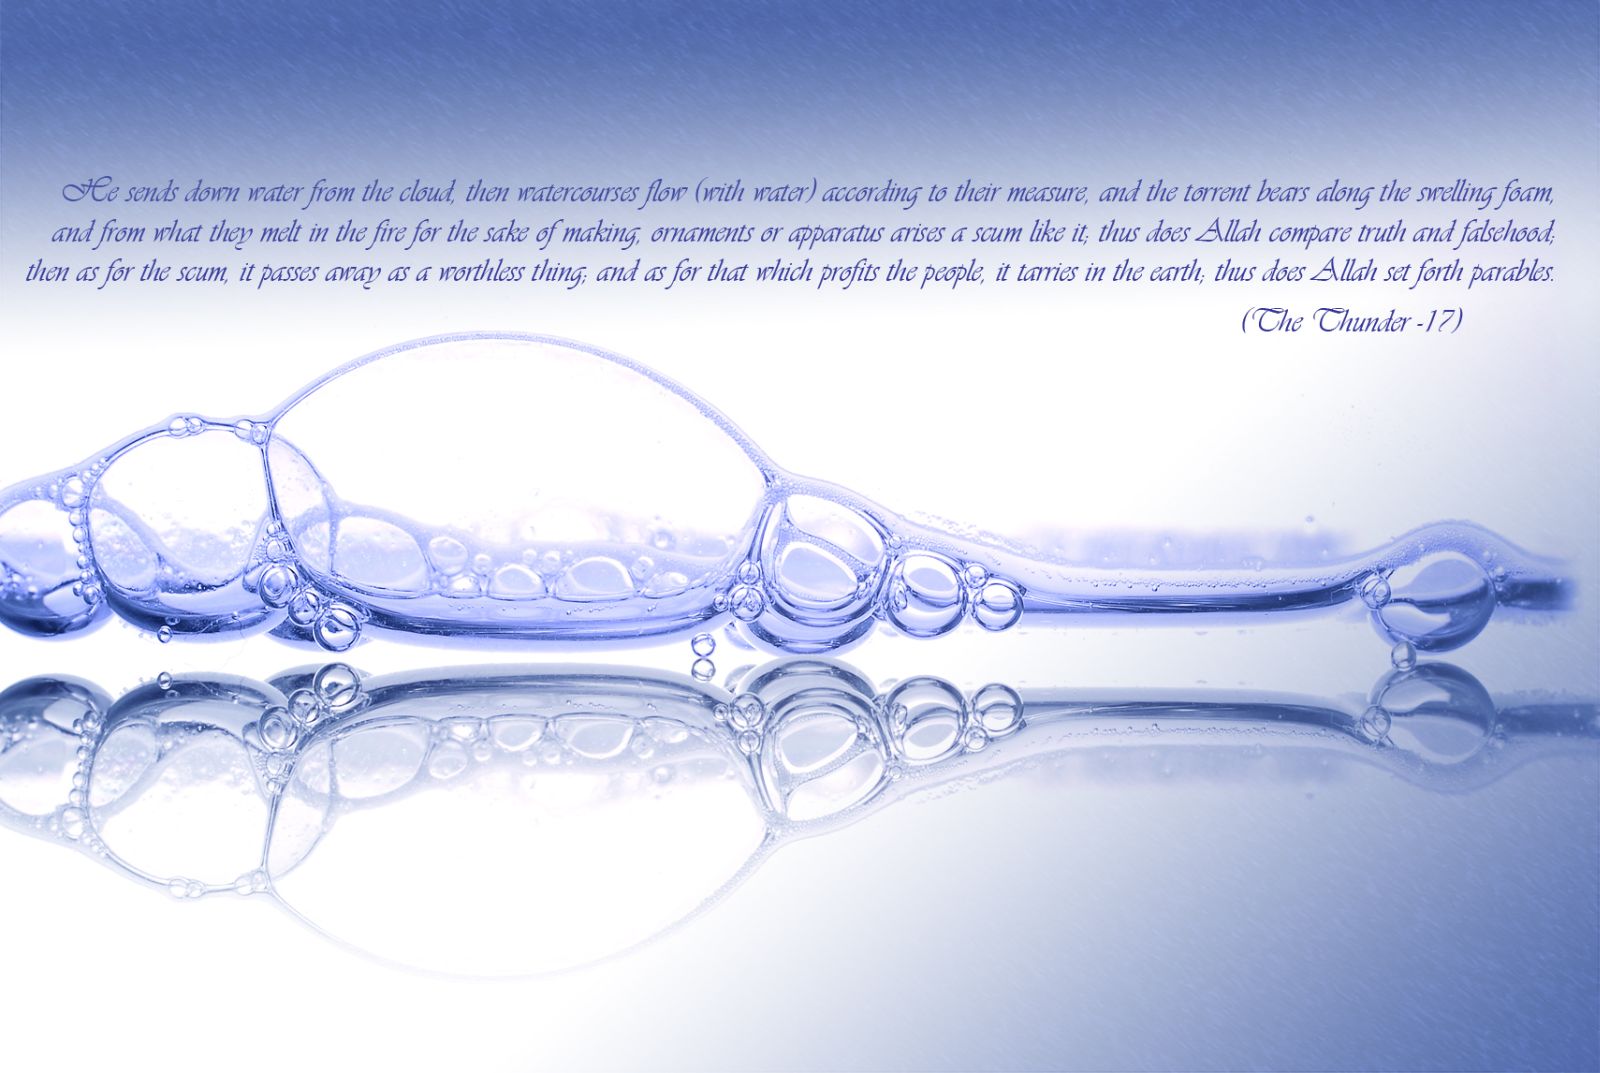 He sends down water from the cloud, then watercourses flow (with water) according to their measure, and the torrent bears along the swelling foam,
and from what they melt in the fire for the sake of making, ornaments or apparatus arises a scum like it; thus does Allah compare truth and falsehood;
then as for the scum, it passes away as a worthless thing; and as for that which profits the people, it tarries in the earth; thus does Allah set forth parables.
(The Thunder -17)